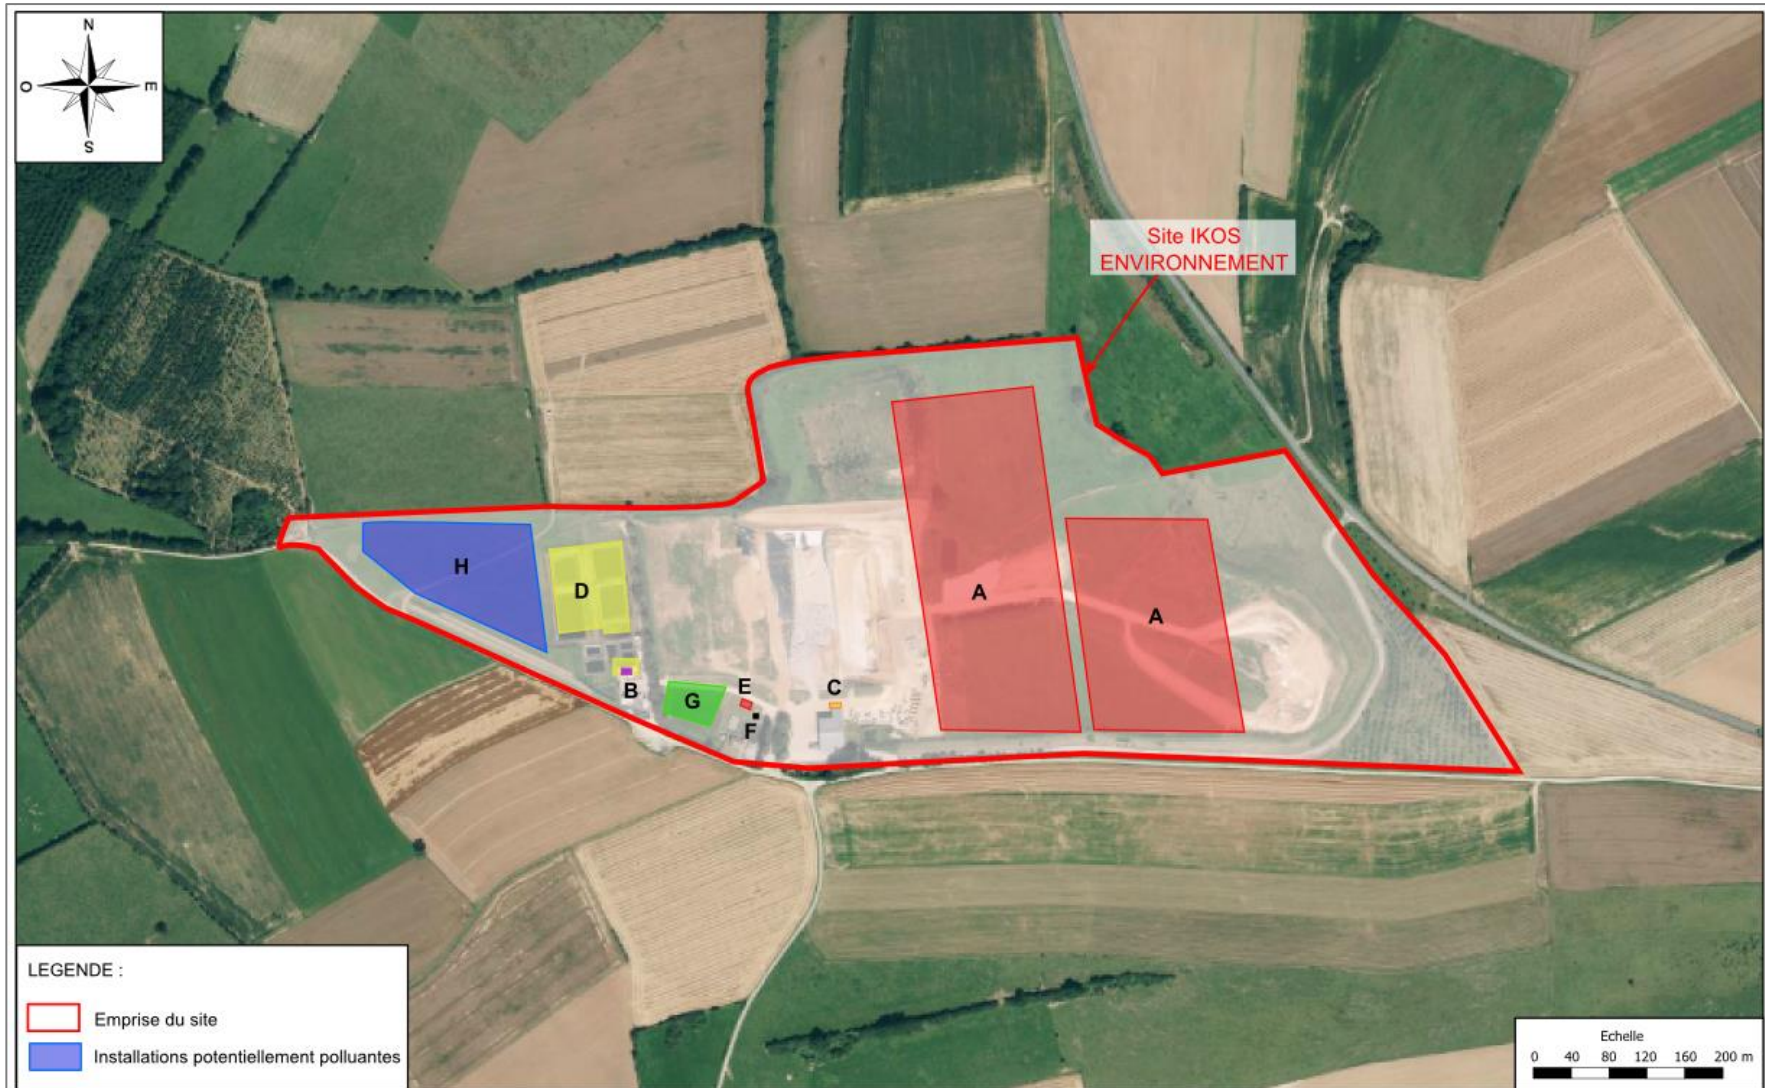 N
O
E
S
Site IKOS
ENVIRONNEMENT
H
D
A
A
B
G
E
C
F
LEGENDE :
Emprise du site
Installations potentiellement polluantes
Echelle
0 40 80 120 160 200 m